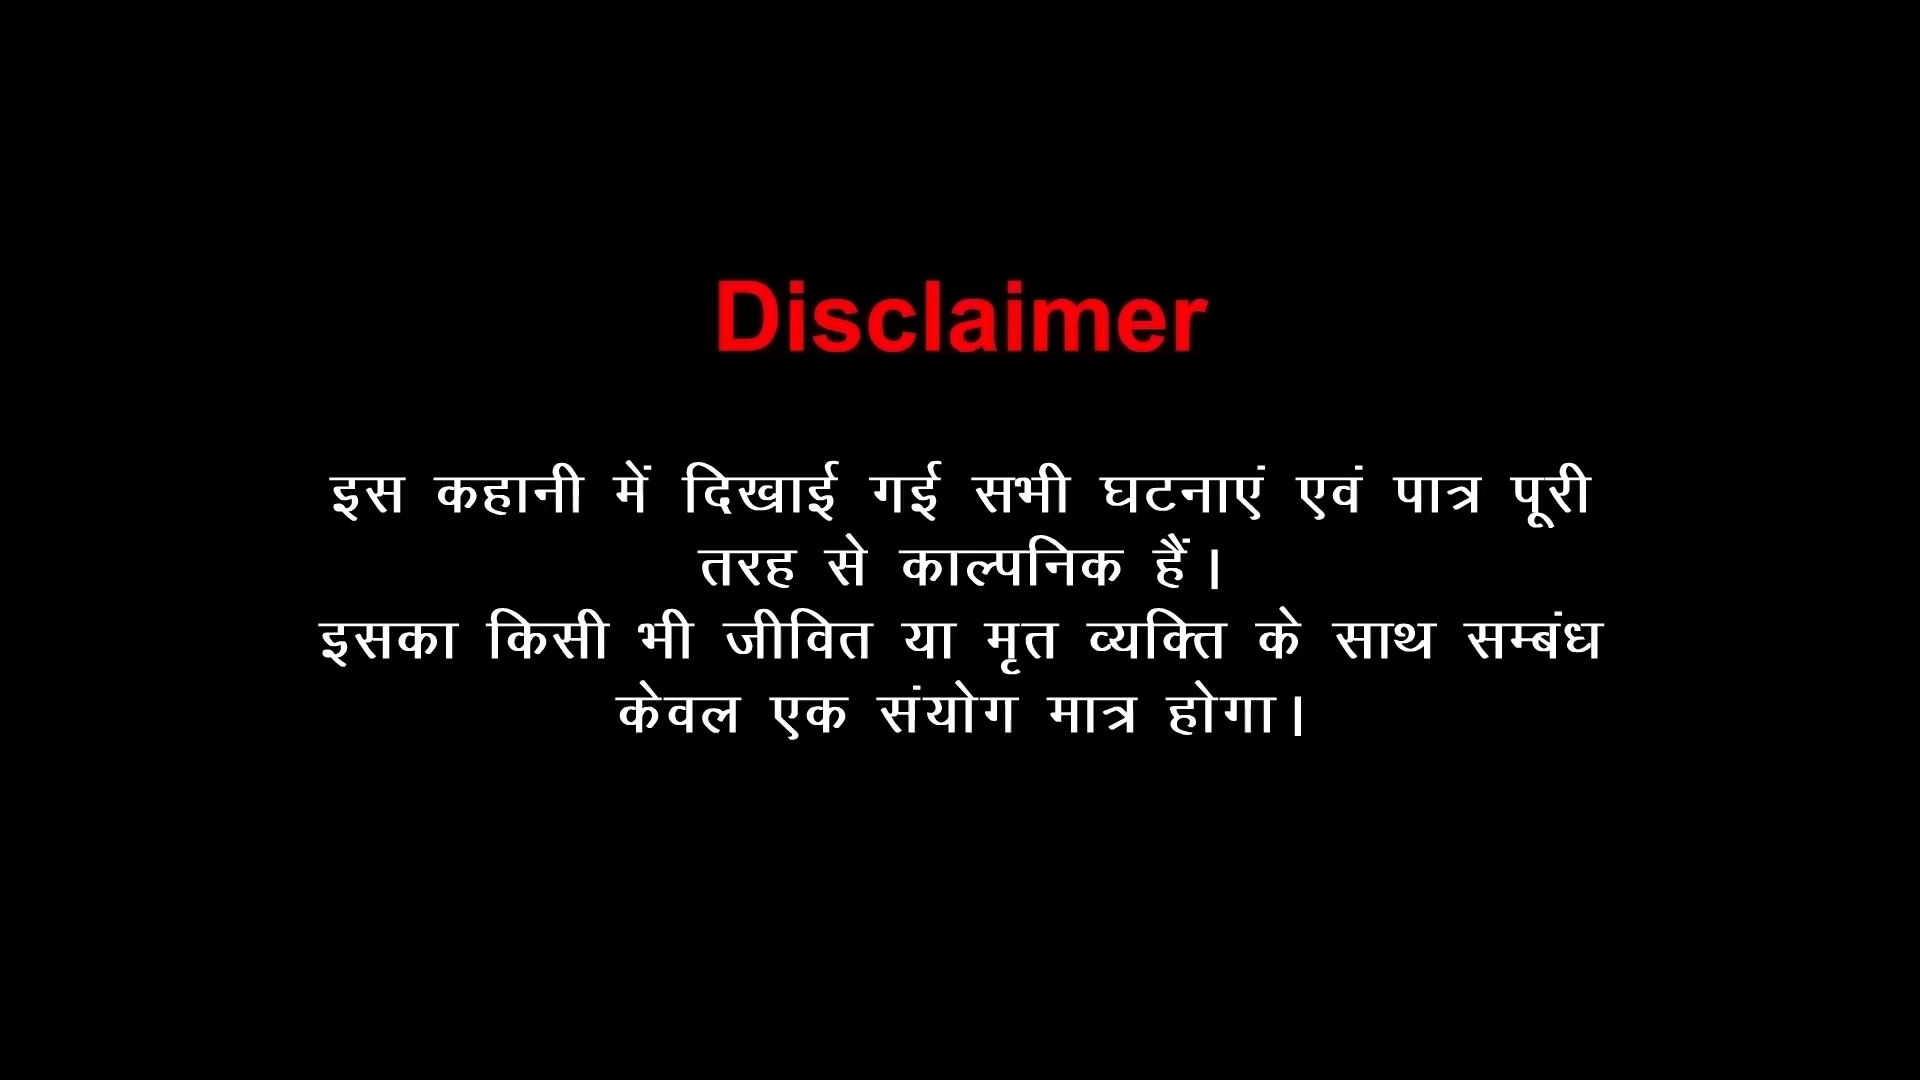 Disclaimer
इस कहानी में दिखाई गई सभी घटनाएं एवं पात्र पूरी
तरह से काल्पनिक हैं।
इसका किसी भी जीवित या मृत व्यक्ति के साथ सम्बंध
केवल एक संयोग मात्र होगा।